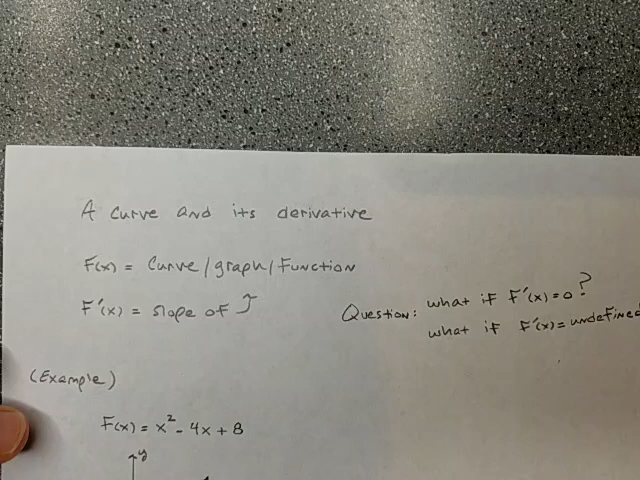 A curve and its derivative
F(x) = Curve/graph/Function
F'(x) = slope of
Question: what if F'(x)=0?
what if F'(x)=undefined
(Example)
F(x) = x² - 4x + 8
y